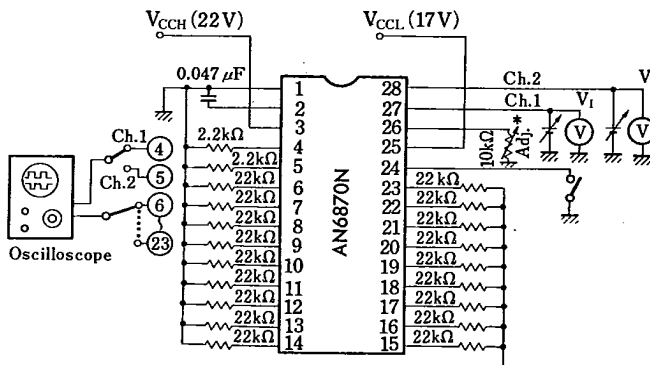 V_CCH (22 V)
V_CCL (17 V)
0.047 μF
Ch.1
4
Ch.2
5
6
23
Oscilloscope
2.2kΩ
2.2kΩ
22kΩ
22kΩ
22kΩ
22kΩ
22kΩ
22kΩ
22kΩ
22kΩ
22kΩ
1
2
3
4
5
6
7
8
9
10
11
12
13
14
AN6870N
28
27
26
25
24
23
22
21
20
19
18
17
16
15
22 kΩ
22kΩ
22kΩ
22kΩ
22kΩ
22kΩ
22kΩ
22kΩ
22kΩ
Ch.2
Ch.1
10kΩ
*
Adj.
V_I
V
V
V